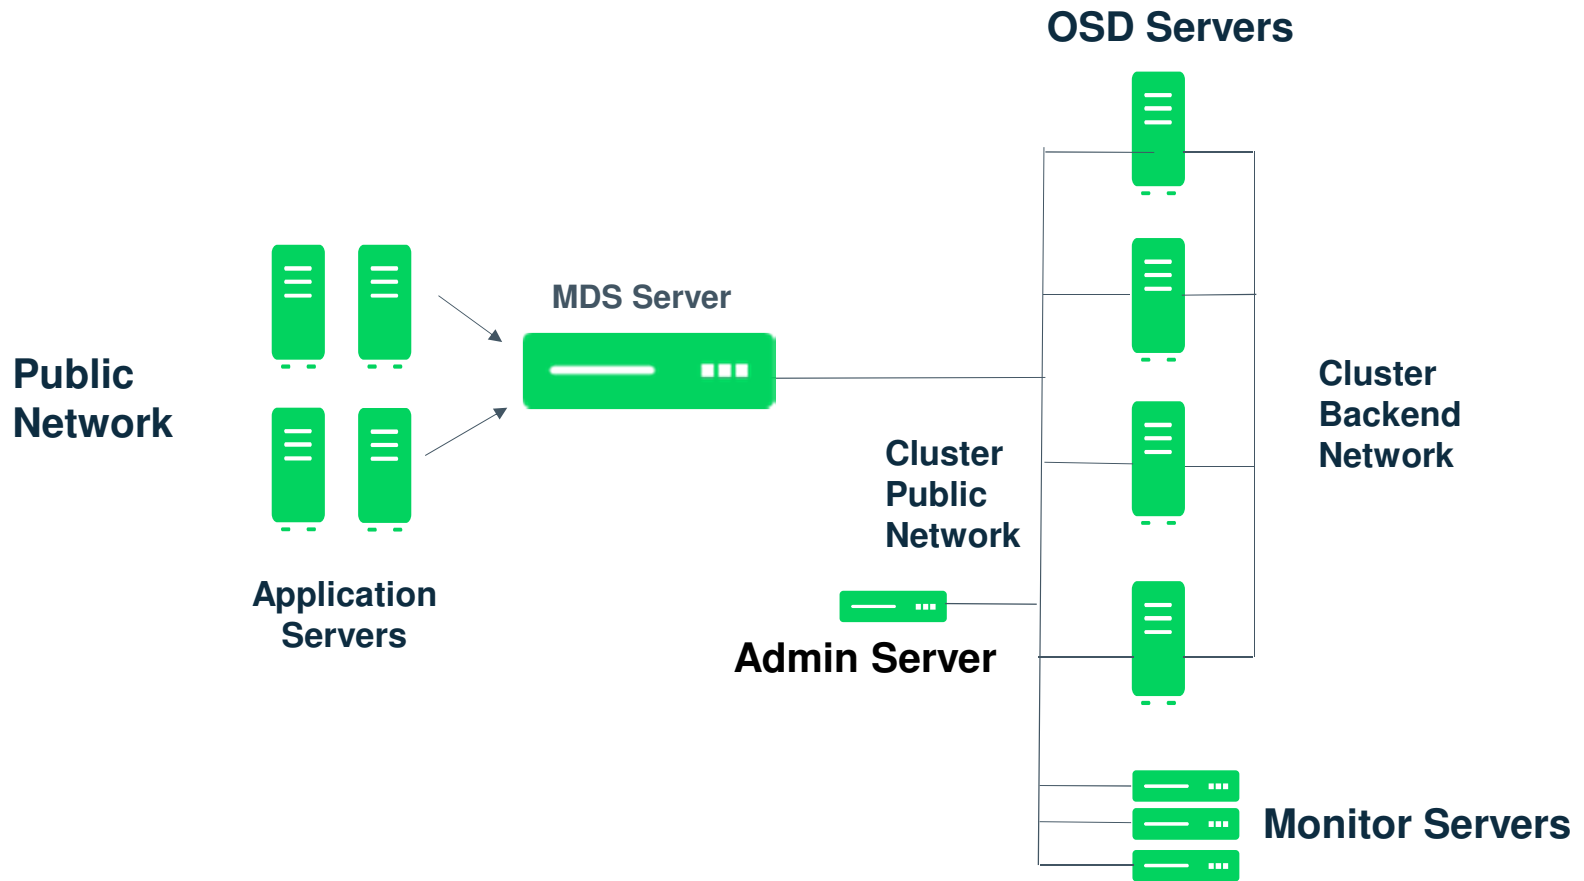 OSD Servers
MDS Server
Public
Network
Cluster
Backend
Network
Cluster
Public
Network
Application
Servers
Admin Server
Monitor Servers